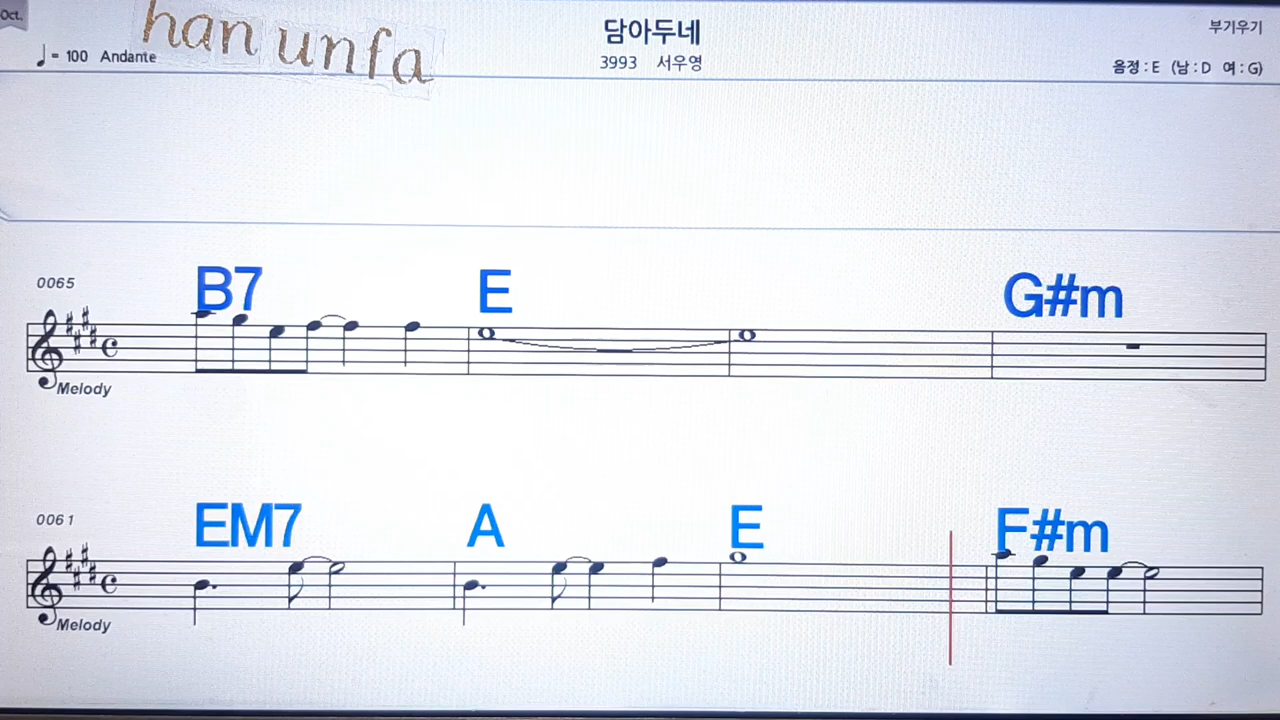 Oct.
han unfa
♩= 100 Andante
담아두네
3993 서우영
부기우기
음정 : E (남 : D 여 : G)
0065
B7 E G#m
Melody
0061
EM7 A E F#m
Melody